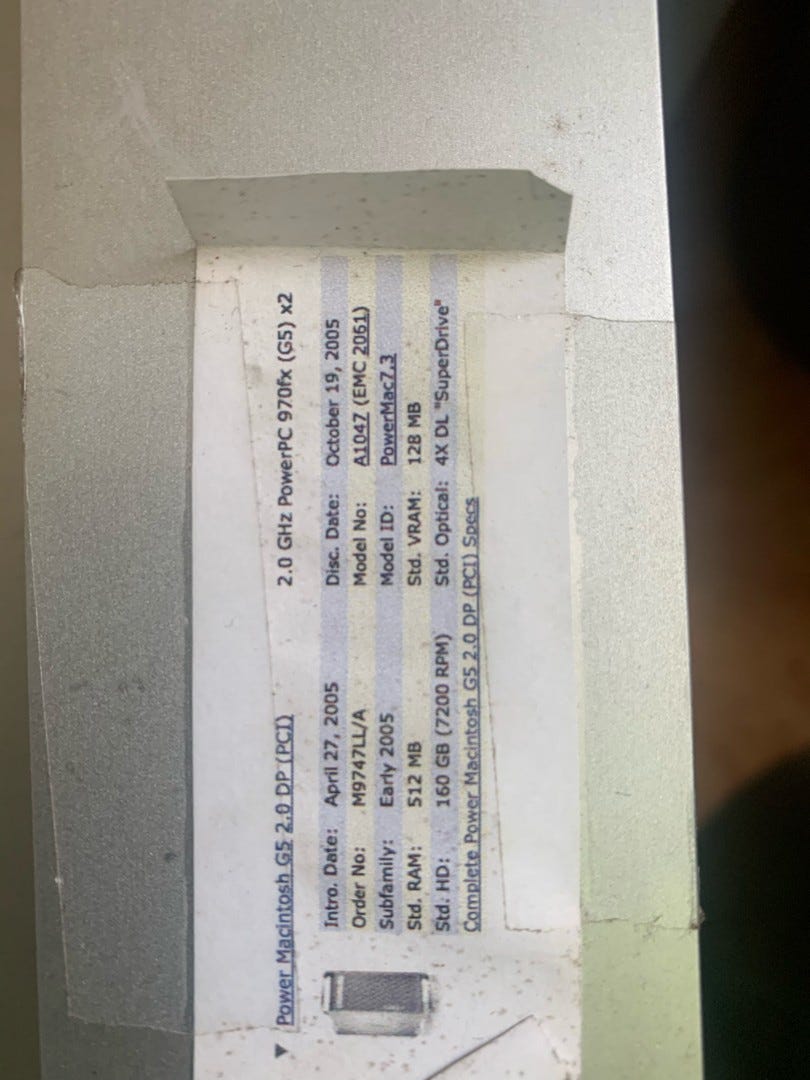 ▼ Power Macintosh G5 2.0 DP (PCI) 2.0 GHz PowerPC 970fx (G5) x2
Intro. Date: April 27, 2005 Disc. Date: October 19, 2005
Order No: M9747LL/A Model No: A1047 (EMC 2061)
Subfamily: Early 2005 Model ID: PowerMac7,3
Std. RAM: 512 MB Std. VRAM: 128 MB
Std. HD: 160 GB (7200 RPM) Std. Optical: 4X DL "SuperDrive"
Complete Power Macintosh G5 2.0 DP (PCI) Specs